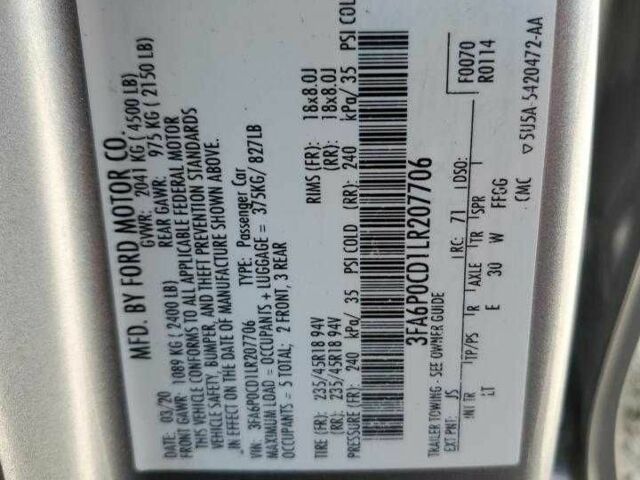 MFD. BY FORD MOTOR CO.
DATE: 03/20 GVWR: 2041 KG ( 4500 LB)
FRONT GAWR: 1089 KG ( 2400 LB) REAR GAWR: 975 KG ( 2150 LB)
THIS VEHICLE CONFORMS TO ALL APPLICABLE FEDERAL MOTOR
VEHICLE SAFETY, BUMPER, AND THEFT PREVENTION STANDARDS
IN EFFECT ON THE DATE OF MANUFACTURE SHOWN ABOVE.
VIN: 3FA6P0CD1LR207706 TYPE: Passenger Car
MAXIMUM LOAD = OCCUPANTS + LUGGAGE = 375KG/ 827LB
OCCUPANTS = 5 TOTAL; 2 FRONT, 3 REAR
TIRE (FR): 235/45R18 94V RIMS (FR): 18x8.0J
(RR): 235/45R18 94V (RR): 18x8.0J
PRESSURE (FR): 240 kPa/ 35 PSI COLD (RR): 240 kPa/ 35 PSI COL
3FA6P0CD1LR207706
TRAILER TOWING - SEE OWNER GUIDE F0070
EXT PNT: J5 RC: 71 DSO: R0114
INT TR TP/PS R AXLE TR SPR
LT E 30 W FFGG
CMC ▽ 5U5A-5420472-AA